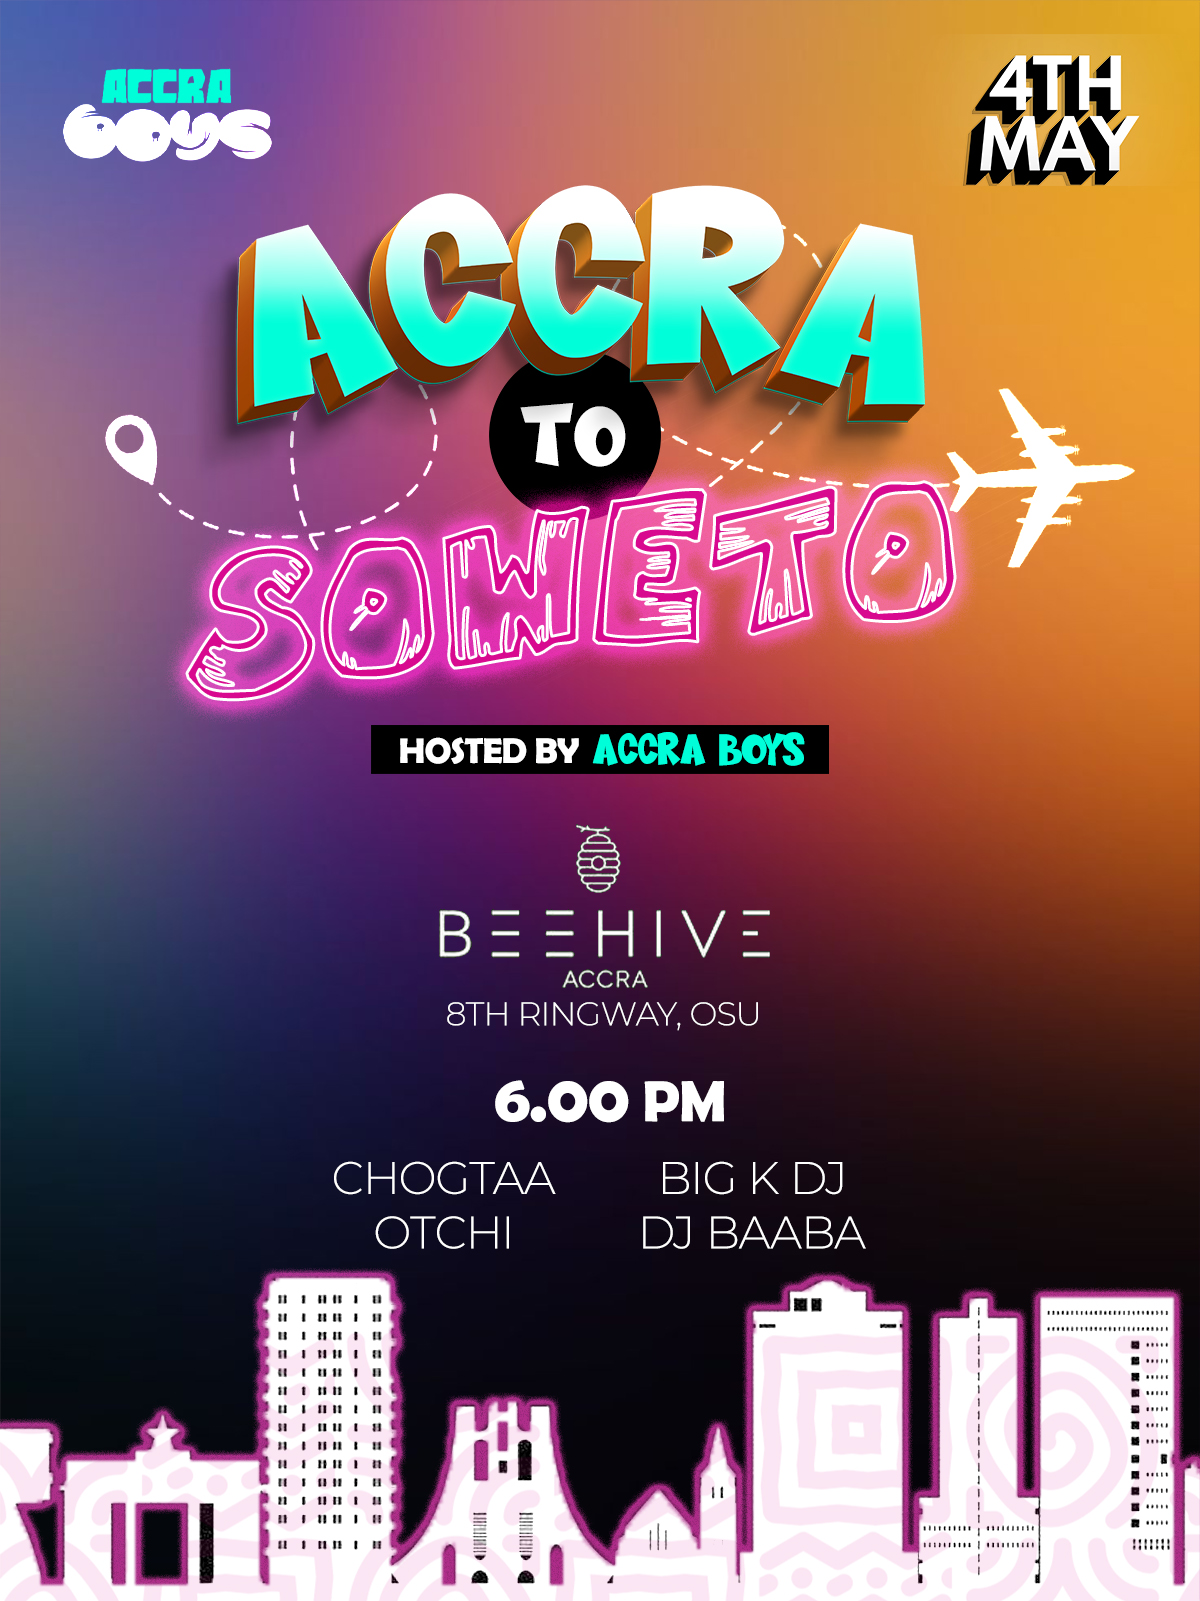 ACCRA
BOYS
4TH
MAY
ACCRA
TO
SOWETO
HOSTED BY ACCRA BOYS
BEEHIVE
ACCRA
8TH RINGWAY, OSU
6.00 PM
CHOGTAA BIG K DJ
OTCHI DJ BAABA